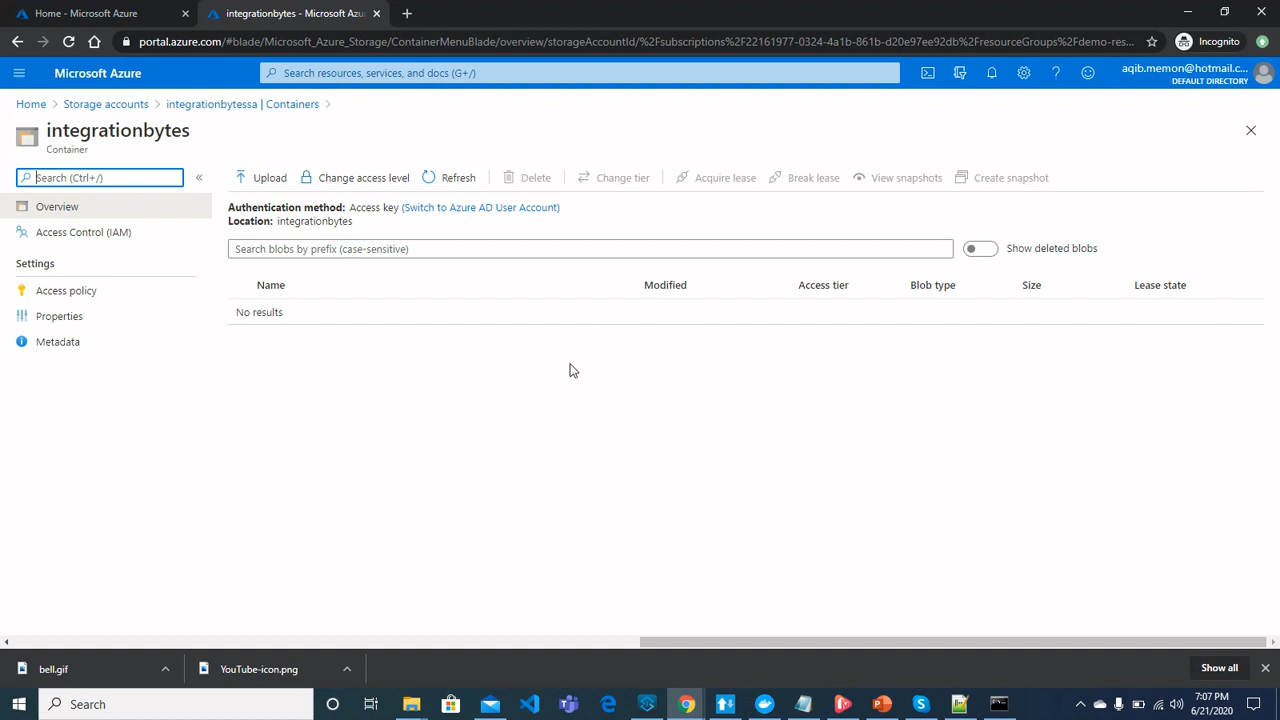 Home - Microsoft Azure
integrationbytes - Microsoft Azu
portal.azure.com/#blade/Microsoft_Azure_Storage/ContainerMenuBlade/overview/storageAccountId/%2Fsubscriptions%2F22161977-0324-4a1b-861b-d20e97ee92db%2FresourceGroups%2Fdemo-res...
Incognito
Microsoft Azure
Search resources, services, and docs (G+/)
aqib.memon@hotmail.c...
DEFAULT DIRECTORY
Home > Storage accounts > integrationbytessa | Containers >
integrationbytes
Container
Search (Ctrl+/)
«
Overview
Access Control (IAM)
Settings
Access policy
Properties
Metadata
Upload
Change access level
Refresh
Delete
Change tier
Acquire lease
Break lease
View snapshots
Create snapshot
Authentication method: Access key (Switch to Azure AD User Account)
Location: integrationbytes
Search blobs by prefix (case-sensitive)
Show deleted blobs
Name Modified Access tier Blob type Size Lease state
No results
bell.gif
YouTube-icon.png
Show all
Search
7:07 PM
6/21/2020